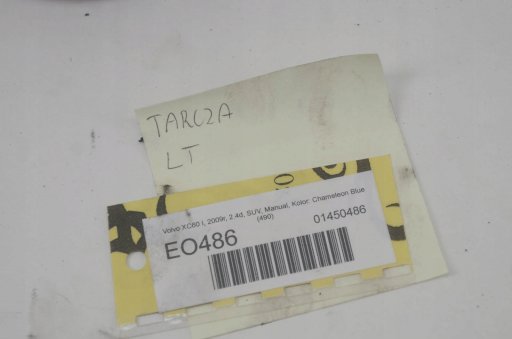 TARCZA
LT
Volvo XC60 I, 2009r, 2.4d, SUV, Manual, Kolor: Chameleon Blue
(490)
EO486
01450486